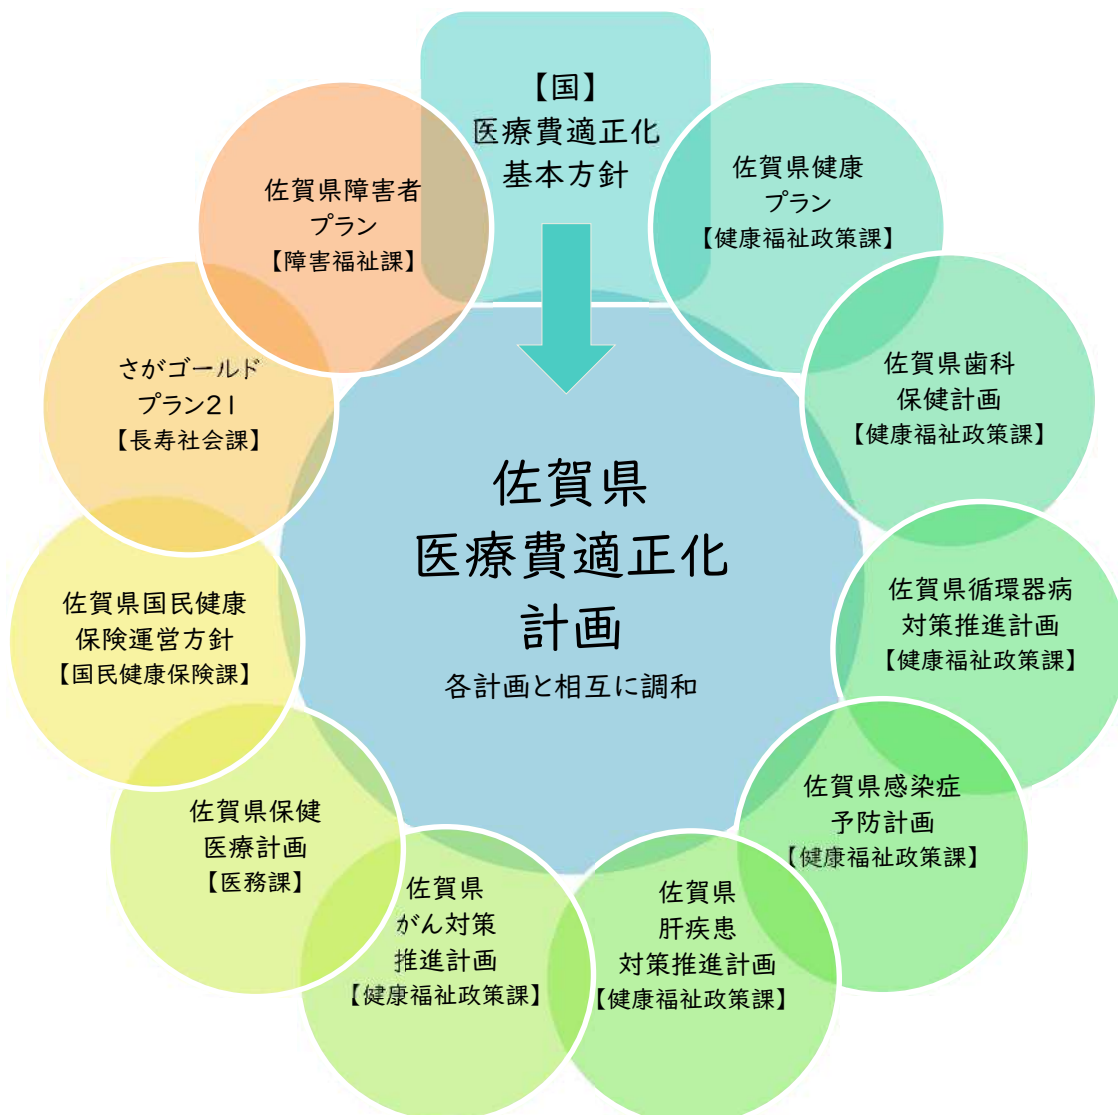 【国】
医療費適正化
基本方針
佐賀県健康
プラン
【健康福祉政策課】
佐賀県歯科
保健計画
【健康福祉政策課】
佐賀県循環器病
対策推進計画
【健康福祉政策課】
佐賀県感染症
予防計画
【健康福祉政策課】
佐賀県
肝疾患
対策推進計画
【健康福祉政策課】
佐賀県
がん対策
推進計画
【健康福祉政策課】
佐賀県保健
医療計画
【医務課】
佐賀県国民健康
保険運営方針
【国民健康保険課】
さがゴールド
プラン21
【長寿社会課】
佐賀県障害者
プラン
【障害福祉課】
佐賀県
医療費適正化
計画
各計画と相互に調和